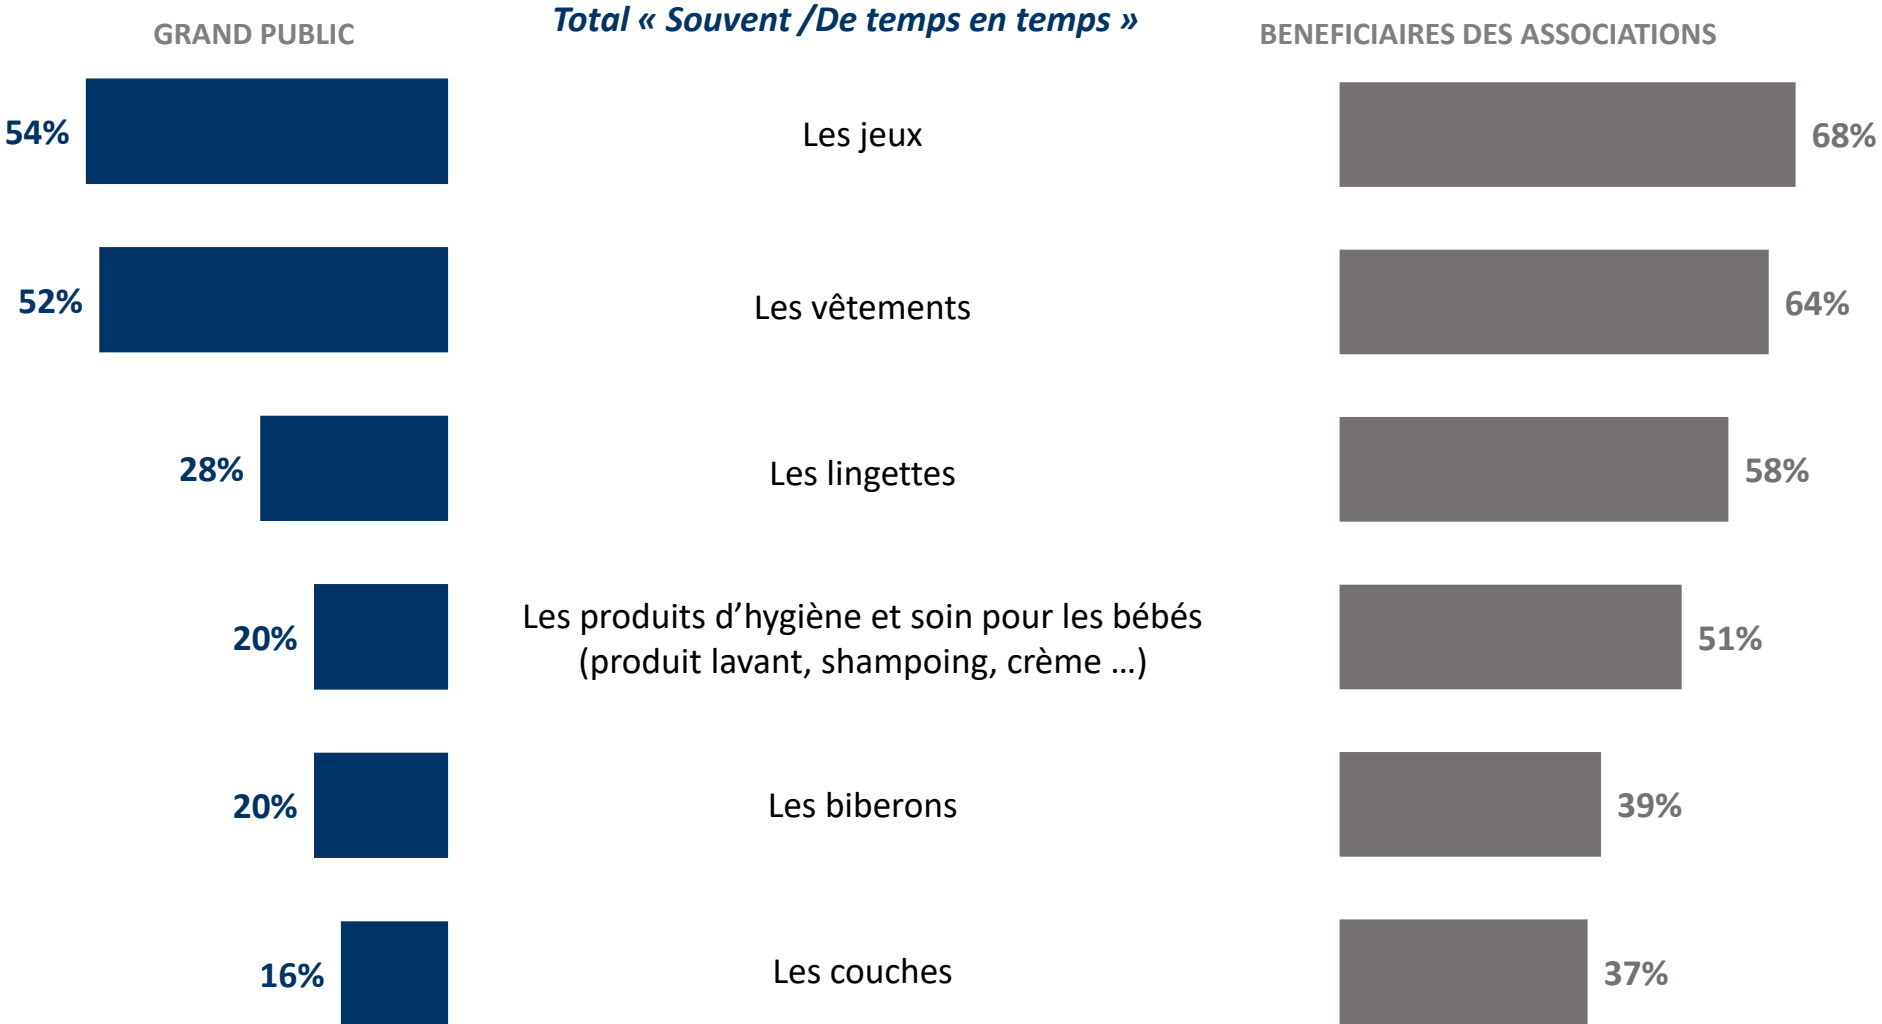 GRAND PUBLIC
Total « Souvent /De temps en temps »
BENEFICIAIRES DES ASSOCIATIONS
54%
Les jeux
68%
52%
Les vêtements
64%
28%
Les lingettes
58%
20%
Les produits d’hygiène et soin pour les bébés
(produit lavant, shampoing, crème …)
51%
20%
Les biberons
39%
16%
Les couches
37%